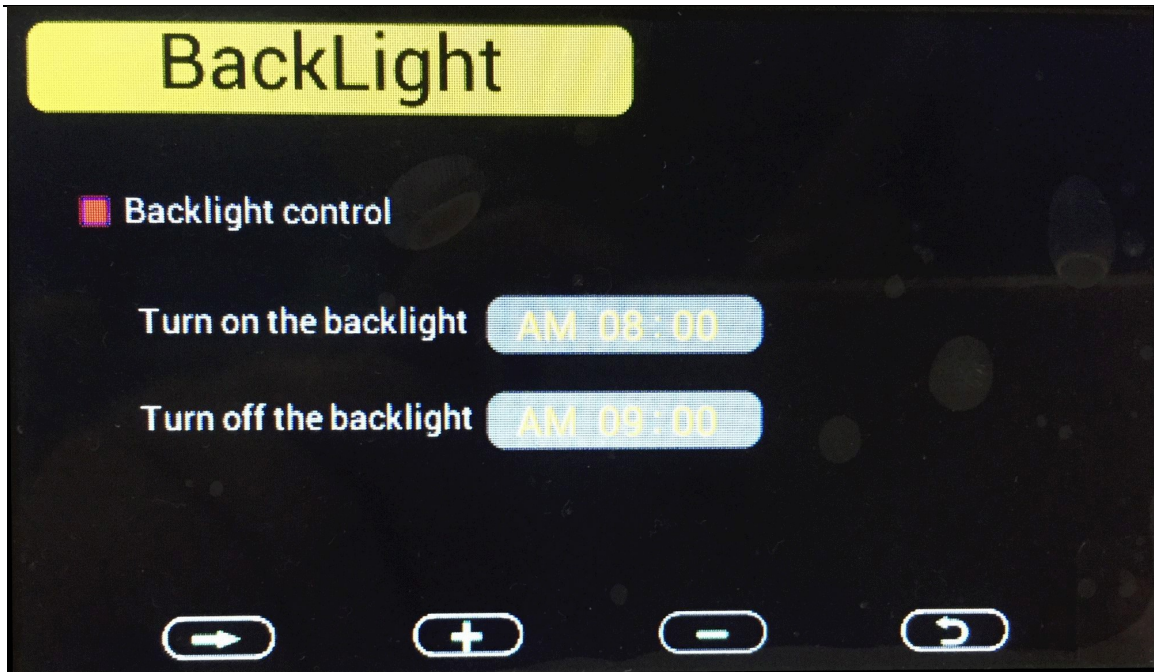 BackLight
Backlight control
Turn on the backlight AM 08:00
Turn off the backlight AM 09:00